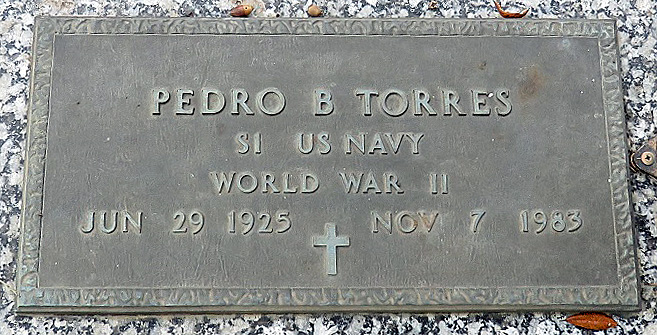 PEDRO B TORRES
S1 US NAVY
WORLD WAR II
JUN 29 1925 NOV 7 1983